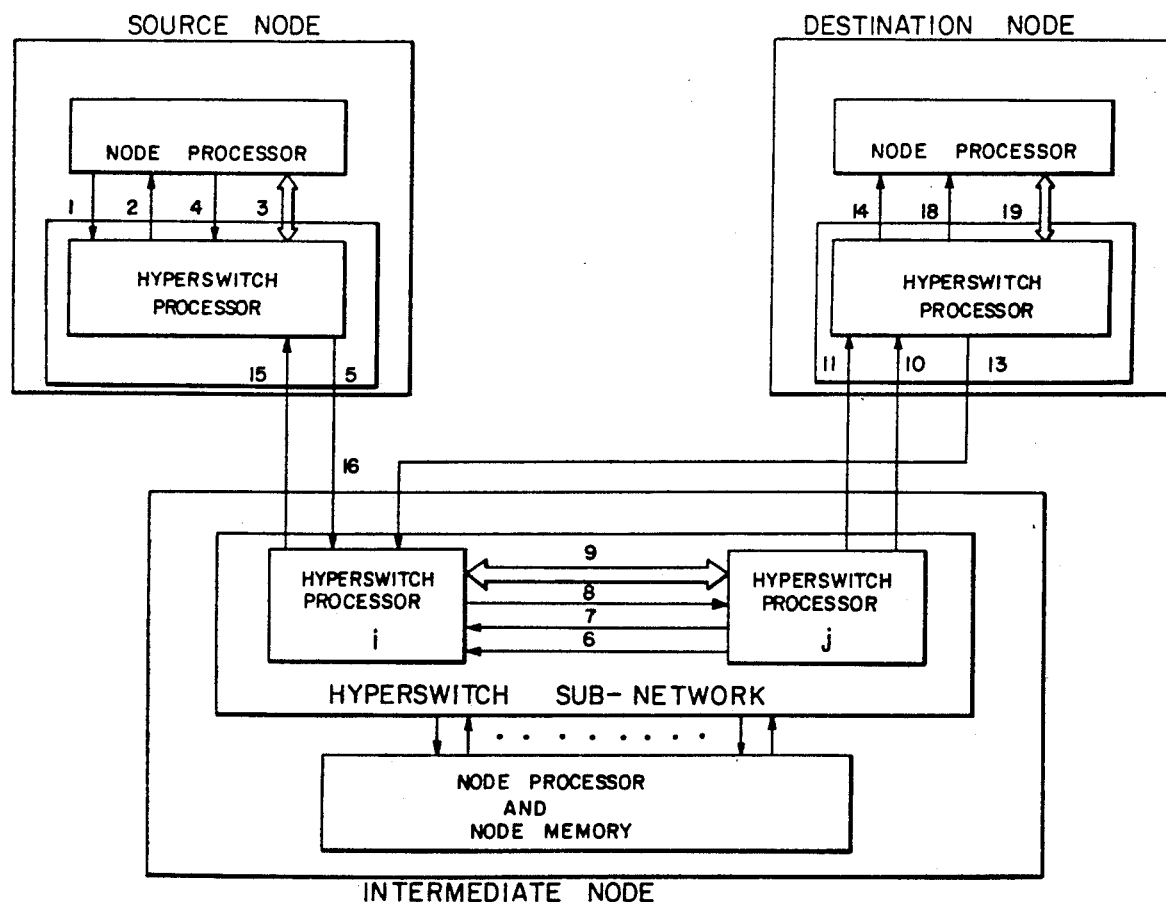 SOURCE NODE
DESTINATION NODE
NODE PROCESSOR
NODE PROCESSOR
1 2 4 3
14 18 19
HYPERSWITCH
PROCESSOR
HYPERSWITCH
PROCESSOR
15 5
11 10 13
16
HYPERSWITCH
PROCESSOR
i
9
8
7
6
HYPERSWITCH
PROCESSOR
j
HYPERSWITCH SUB-NETWORK
NODE PROCESSOR
AND
NODE MEMORY
INTERMEDIATE NODE